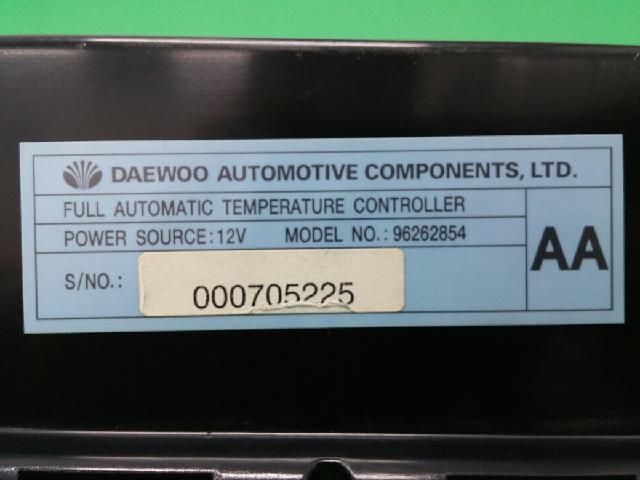 DAEWOO AUTOMOTIVE COMPONENTS, LTD.
FULL AUTOMATIC TEMPERATURE CONTROLLER
POWER SOURCE:12V MODEL NO.: 96262854
AA
S/NO.: 000705225